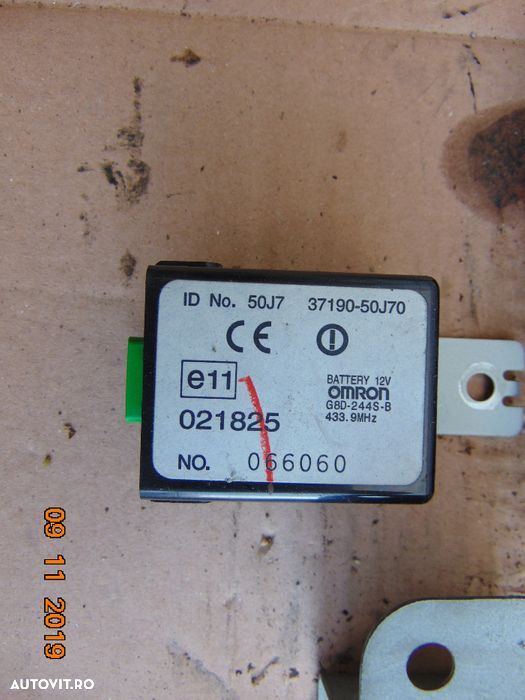 ID No. 50J7 37190-50J70
CE
e11
BATTERY 12V
OMRON
G8D-244S-B
433.9MHz
021825
NO. 066060
09 11 2019
AUTOVIT.RO